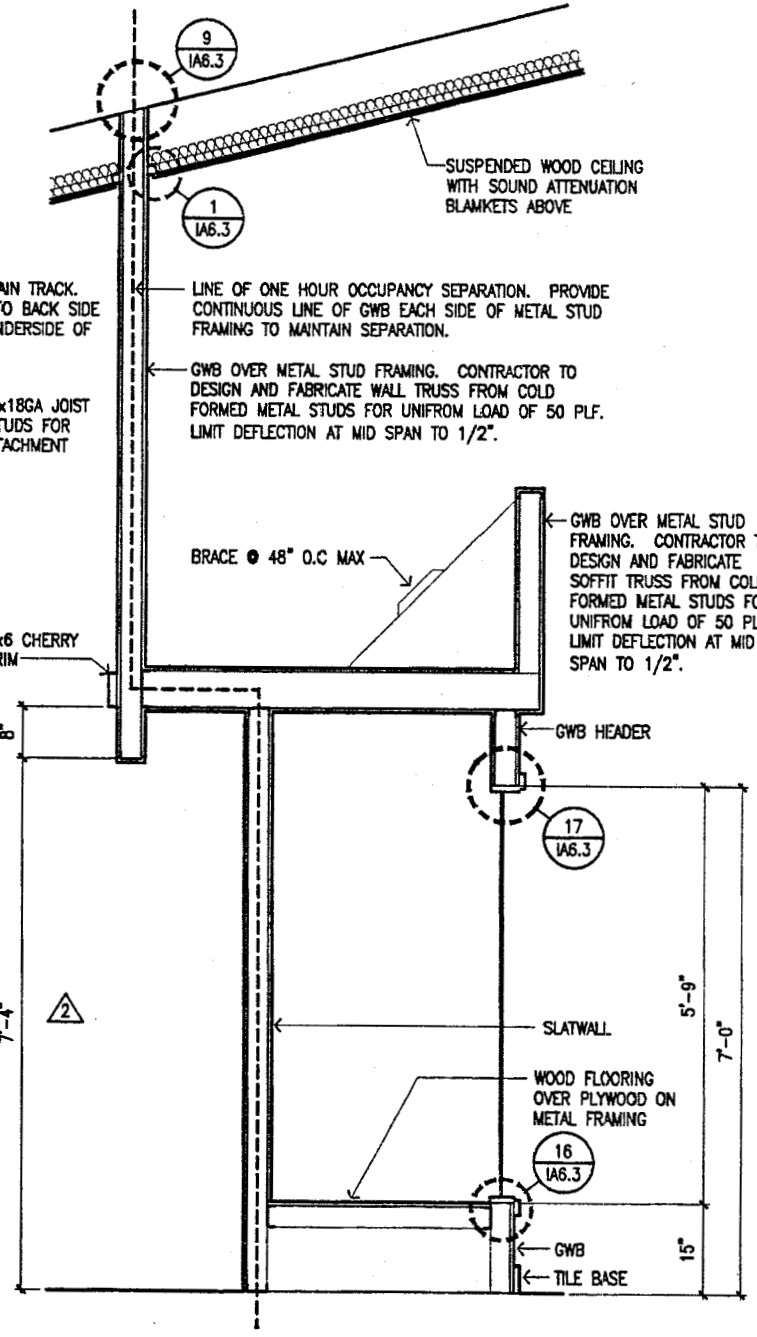 9
IA6.3
SUSPENDED WOOD CEILING
WITH SOUND ATTENUATION
BLAMKETS ABOVE
1
IA6.3
AIN TRACK.
TO BACK SIDE
NDERSIDE OF
LINE OF ONE HOUR OCCUPANCY SEPARATION. PROVIDE
CONTINUOUS LINE OF GWB EACH SIDE OF METAL STUD
FRAMING TO MAINTAIN SEPARATION.
x18GA JOIST
TUDS FOR
TACHMENT
GWB OVER METAL STUD FRAMING. CONTRACTOR TO
DESIGN AND FABRICATE WALL TRUSS FROM COLD
FORMED METAL STUDS FOR UNIFROM LOAD OF 50 PLF.
LIMIT DEFLECTION AT MID SPAN TO 1/2".
BRACE @ 48" O.C MAX
GWB OVER METAL STUD
FRAMING. CONTRACTOR T
DESIGN AND FABRICATE
SOFFIT TRUSS FROM COL
FORMED METAL STUDS FO
UNIFROM LOAD OF 50 PL
LIMIT DEFLECTION AT MID
SPAN TO 1/2".
x6 CHERRY
RIM
8"
GWB HEADER
17
IA6.3
7'-4"
2
5'-9"
7'-0"
SLATWALL
WOOD FLOORING
OVER PLYWOOD ON
METAL FRAMING
16
IA6.3
15"
GWB
TILE BASE